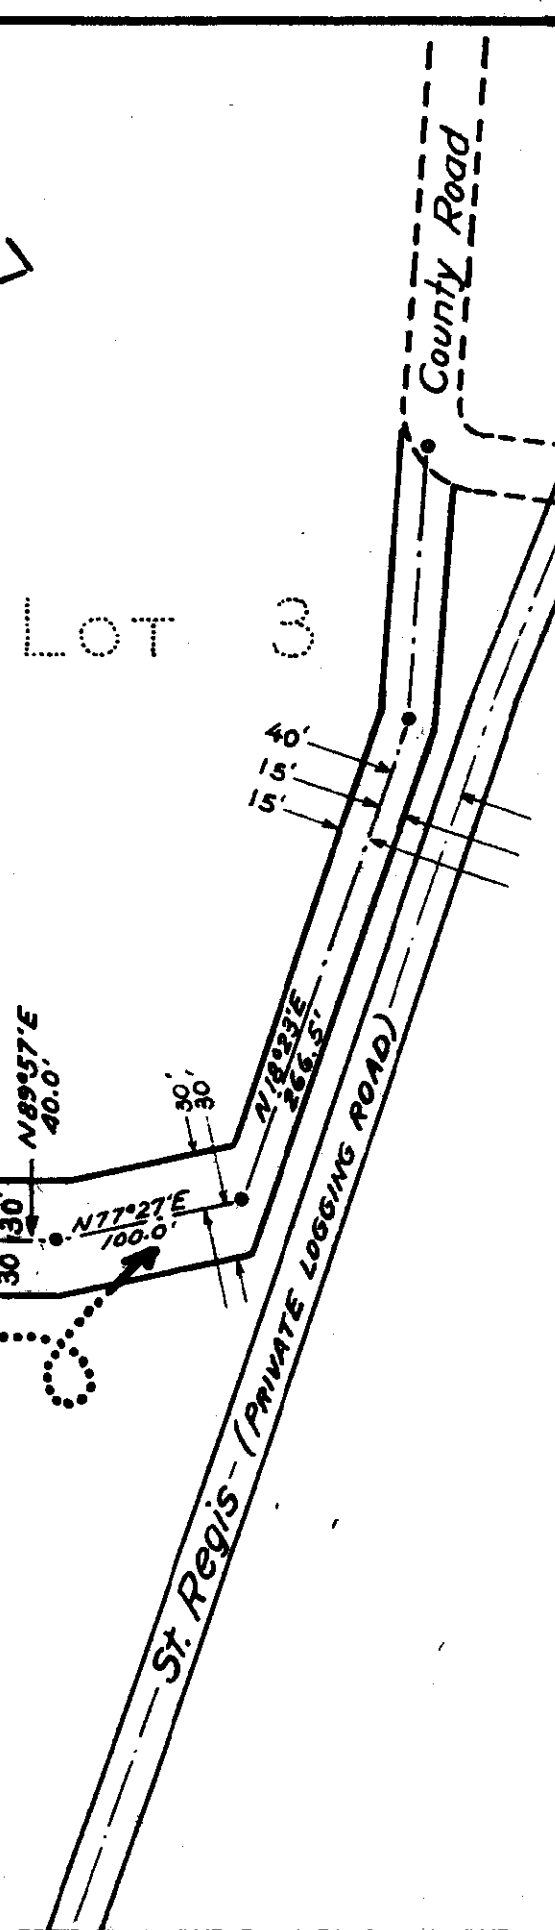 County Road
LOT 3
40'
15'
15'
N18°23'E
266.5'
N89°57'E
40.0'
30'
30'
30'
30
N77°27'E
100.0'
St. Regis (PRIVATE LOGGING ROAD)